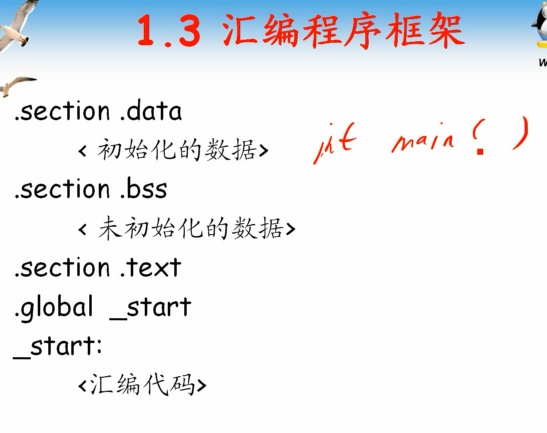 1.3 汇编程序框架
W
.section .data
< 初始化的数据>
int main( )
.section .bss
< 未初始化的数据>
.section .text
.global _start
_start:
<汇编代码>